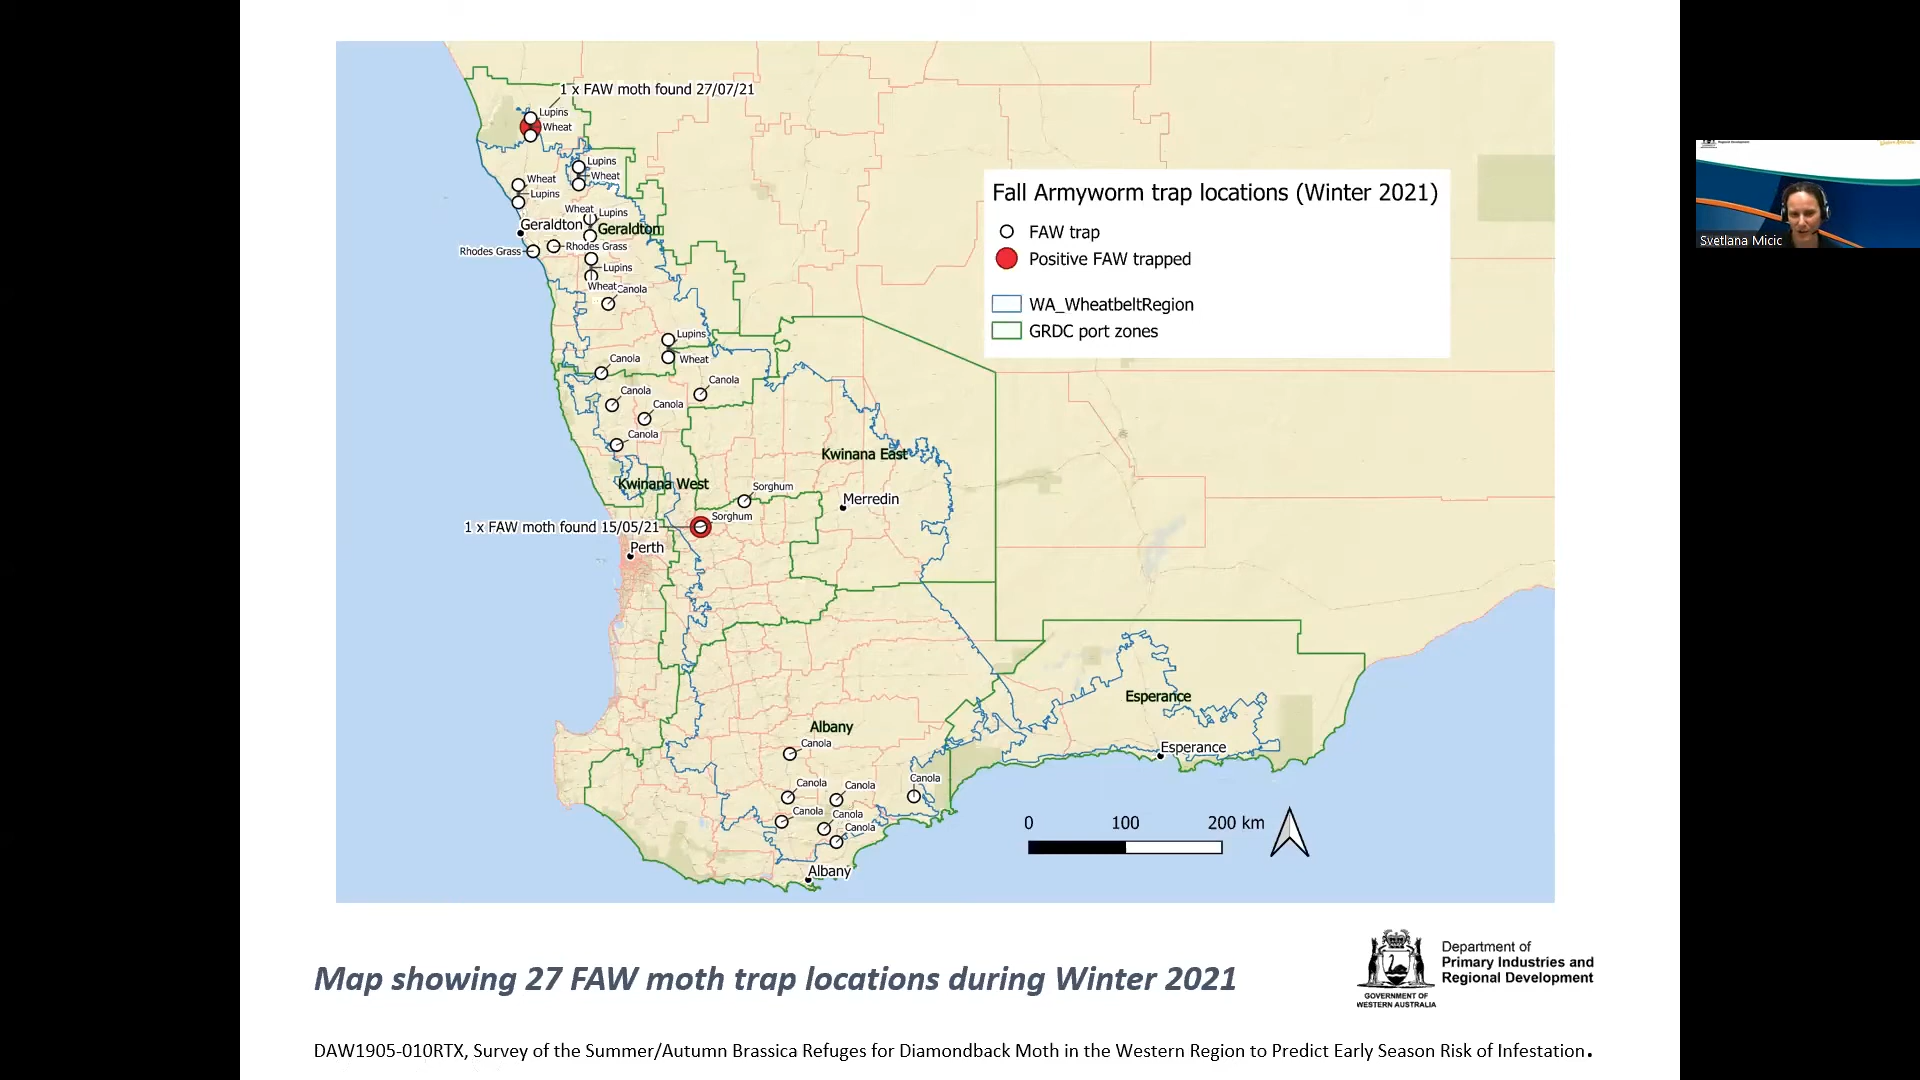 1 x FAW moth found 27/07/21
Lupins
Wheat
Lupins
Wheat
Wheat
Lupins
Wheat
Lupins
Geraldton
Geraldton
Rhodes Grass
Rhodes Grass
Lupins
Wheat
Canola
Lupins
Wheat
Canola
Canola
Canola
Canola
Canola
Kwinana East
Kwinana West
Sorghum
Merredin
Sorghum
1 x FAW moth found 15/05/21
Perth
Albany
Canola
Canola
Canola
Canola
Canola
Canola
Canola
Albany
Esperance
Esperance
Fall Armyworm trap locations (Winter 2021)
FAW trap
Positive FAW trapped
WA_WheatbeltRegion
GRDC port zones
0 100 200 km
Svetlana Micic
Map showing 27 FAW moth trap locations during Winter 2021
GOVERNMENT OF
WESTERN AUSTRALIA
Department of
Primary Industries and
Regional Development
DAW1905-010RTX, Survey of the Summer/Autumn Brassica Refuges for Diamondback Moth in the Western Region to Predict Early Season Risk of Infestation.